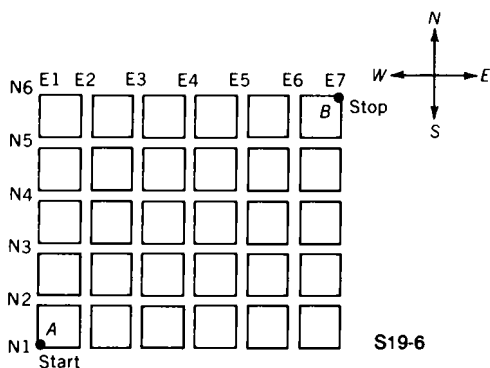 N
N6 E1 E2 E3 E4 E5 E6 E7
W E
B Stop
S
N5
N4
N3
N2
A
N1 S19-6
Start